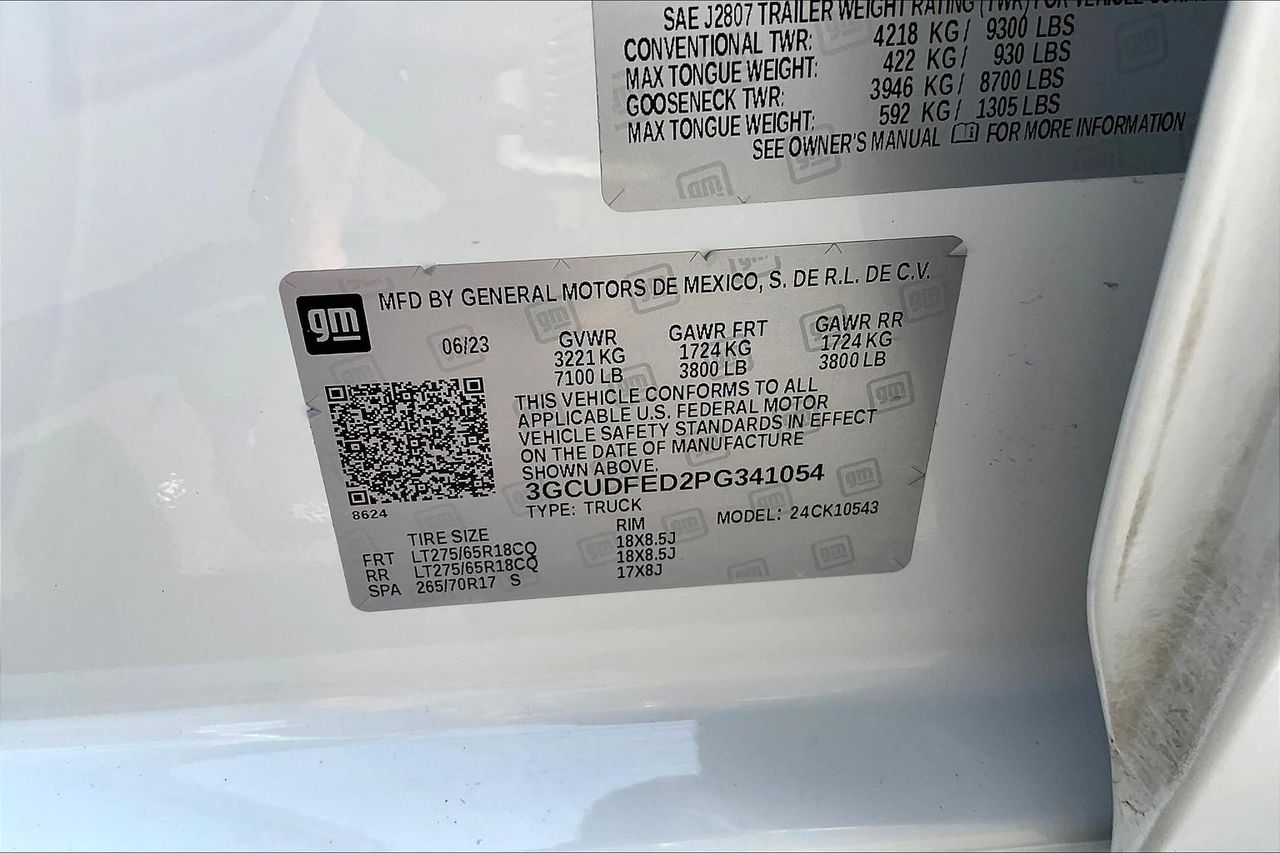 SAE J2807 TRAILER WEIGHT RATING (TWR) FOR VEHICLE
CONVENTIONAL TWR: 4218 KG/ 9300 LBS
MAX TONGUE WEIGHT: 422 KG/ 930 LBS
GOOSENECK TWR: 3946 KG/ 8700 LBS
MAX TONGUE WEIGHT: 592 KG/ 1305 LBS
SEE OWNER'S MANUAL FOR MORE INFORMATION
gm
MFD BY GENERAL MOTORS DE MEXICO, S. DE R.L. DE C.V.
06/23 GVWR GAWR FRT GAWR RR
3221 KG 1724 KG 1724 KG
7100 LB 3800 LB 3800 LB
THIS VEHICLE CONFORMS TO ALL
APPLICABLE U.S. FEDERAL MOTOR
VEHICLE SAFETY STANDARDS IN EFFECT
ON THE DATE OF MANUFACTURE
SHOWN ABOVE.
3GCUDFED2PG341054
8624
TYPE: TRUCK MODEL: 24CK10543
TIRE SIZE RIM
FRT LT275/65R18CQ 18X8.5J
RR LT275/65R18CQ 18X8.5J
SPA 265/70R17 S 17X8J